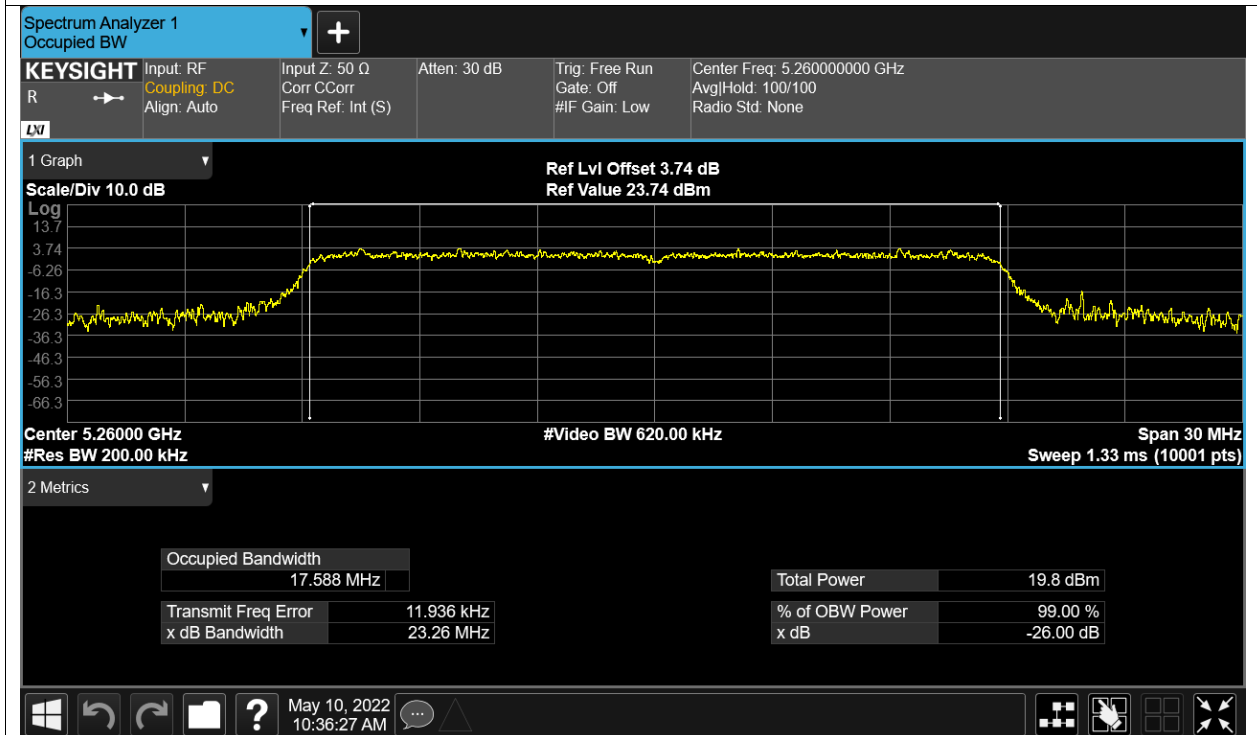 Spectrum Analyzer 1
Occupied BW
KEYSIGHT
R
LXI
Input: RF
Coupling: DC
Align: Auto
Input Z: 50 Ω
Corr CCorr
Freq Ref: Int (S)
Atten: 30 dB
Trig: Free Run
Gate: Off
#IF Gain: Low
Center Freq: 5.260000000 GHz
Avg|Hold: 100/100
Radio Std: None
1 Graph
Ref Lvl Offset 3.74 dB
Scale/Div 10.0 dB
Ref Value 23.74 dBm
Log
13.7
3.74
-6.26
-16.3
-26.3
-36.3
-46.3
-56.3
-66.3
Center 5.26000 GHz
#Video BW 620.00 kHz
Span 30 MHz
#Res BW 200.00 kHz
Sweep 1.33 ms (10001 pts)
2 Metrics
Occupied Bandwidth
17.588 MHz
Total Power 19.8 dBm
Transmit Freq Error 11.936 kHz
% of OBW Power 99.00 %
x dB Bandwidth 23.26 MHz
x dB -26.00 dB
?
May 10, 2022
10:36:27 AM